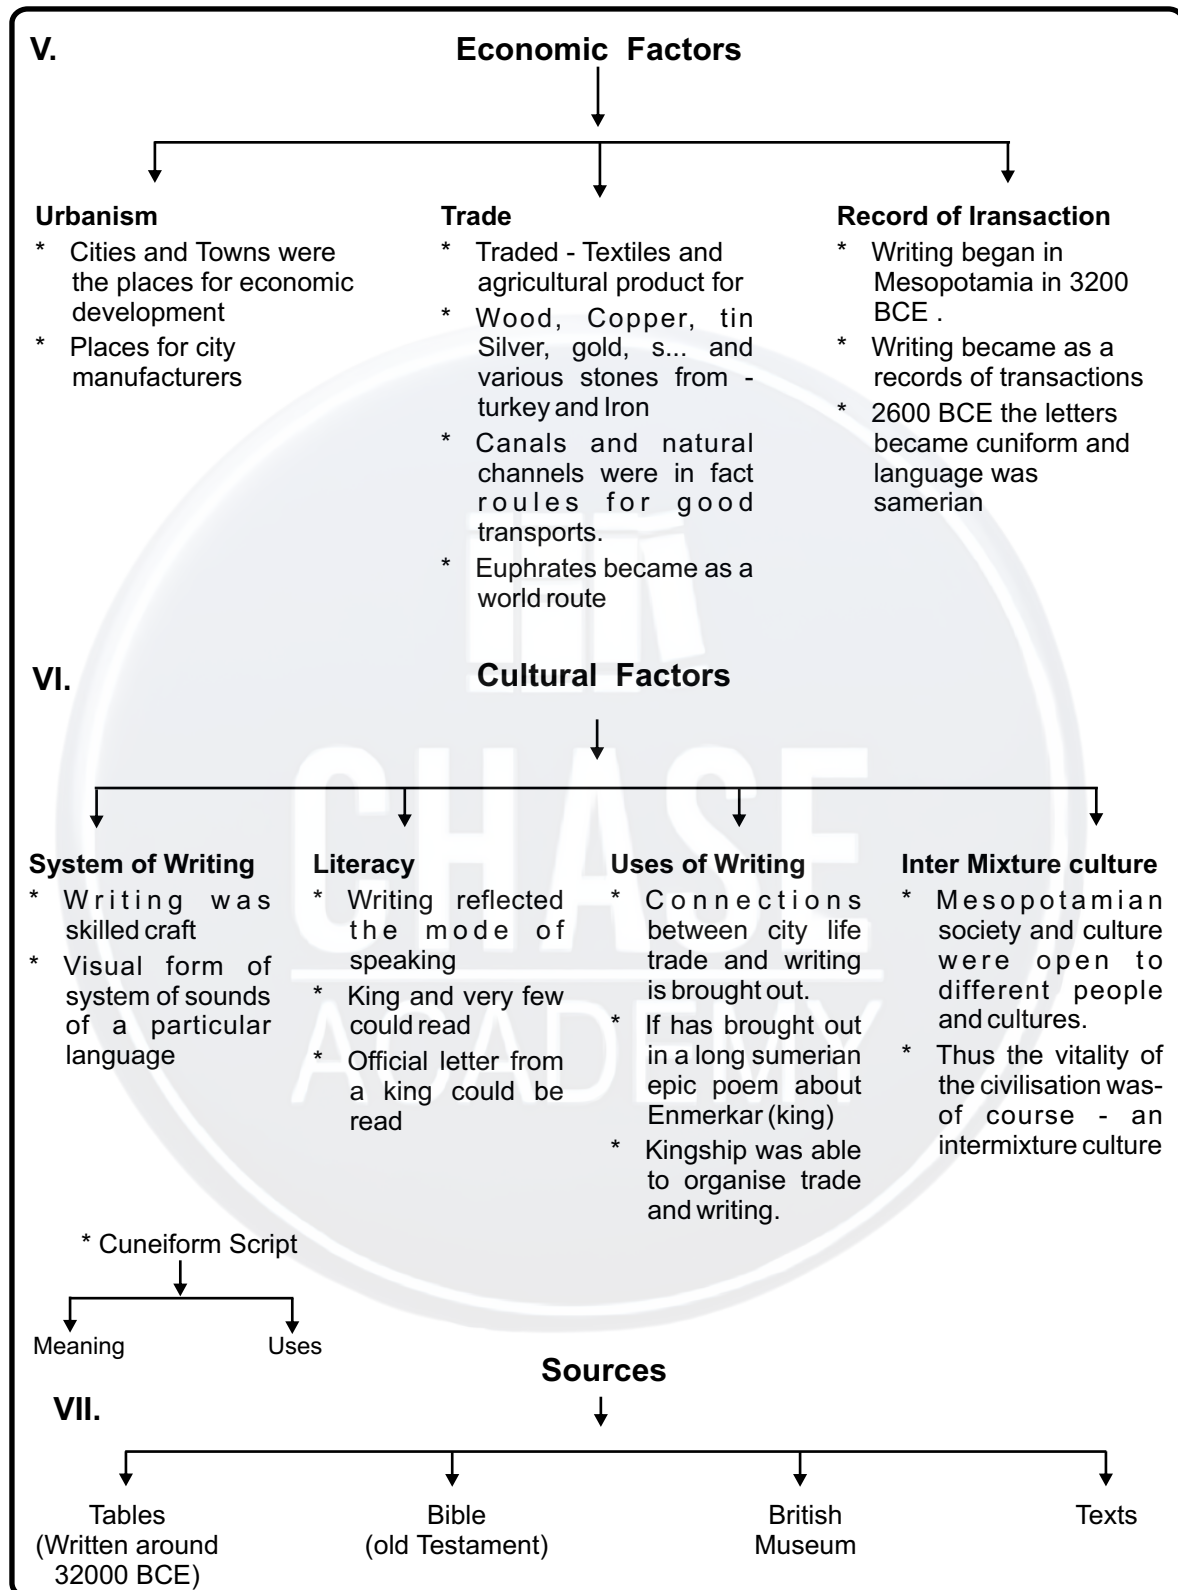 V.
Economic Factors
Urbanism
* Cities and Towns were
the places for economic
development
* Places for city
manufacturers
Trade
* Traded - Textiles and
agricultural product for
* Wood, Copper, tin
Silver, gold, s... and
various stones from -
turkey and Iron
* Canals and natural
channels were in fact
roules for good
transports.
* Euphrates became as a
world route
Record of Iransaction
* Writing began in
Mesopotamia in 3200
BCE .
* Writing became as a
records of transactions
* 2600 BCE the letters
became cuniform and
language was
samerian
VI.
Cultural Factors
System of Writing
* Writing was
skilled craft
* Visual form of
system of sounds
of a particular
language
Literacy
* Writing reflected
the mode of
speaking
* King and very few
could read
* Official letter from
a king could be
read
Uses of Writing
* Connections
between city life
trade and writing
is brought out.
* If has brought out
in a long sumerian
epic poem about
Enmerkar (king)
* Kingship was able
to organise trade
and writing.
Inter Mixture culture
* Mesopotamian
society and culture
were open to
different people
and cultures.
* Thus the vitality of
the civilisation was-
of course - an
intermixture culture
* Cuneiform Script
Meaning
Uses
Sources
VII.
Tables
(Written around
32000 BCE)
Bible
(old Testament)
British
Museum
Texts
CHASE
ACADEMY